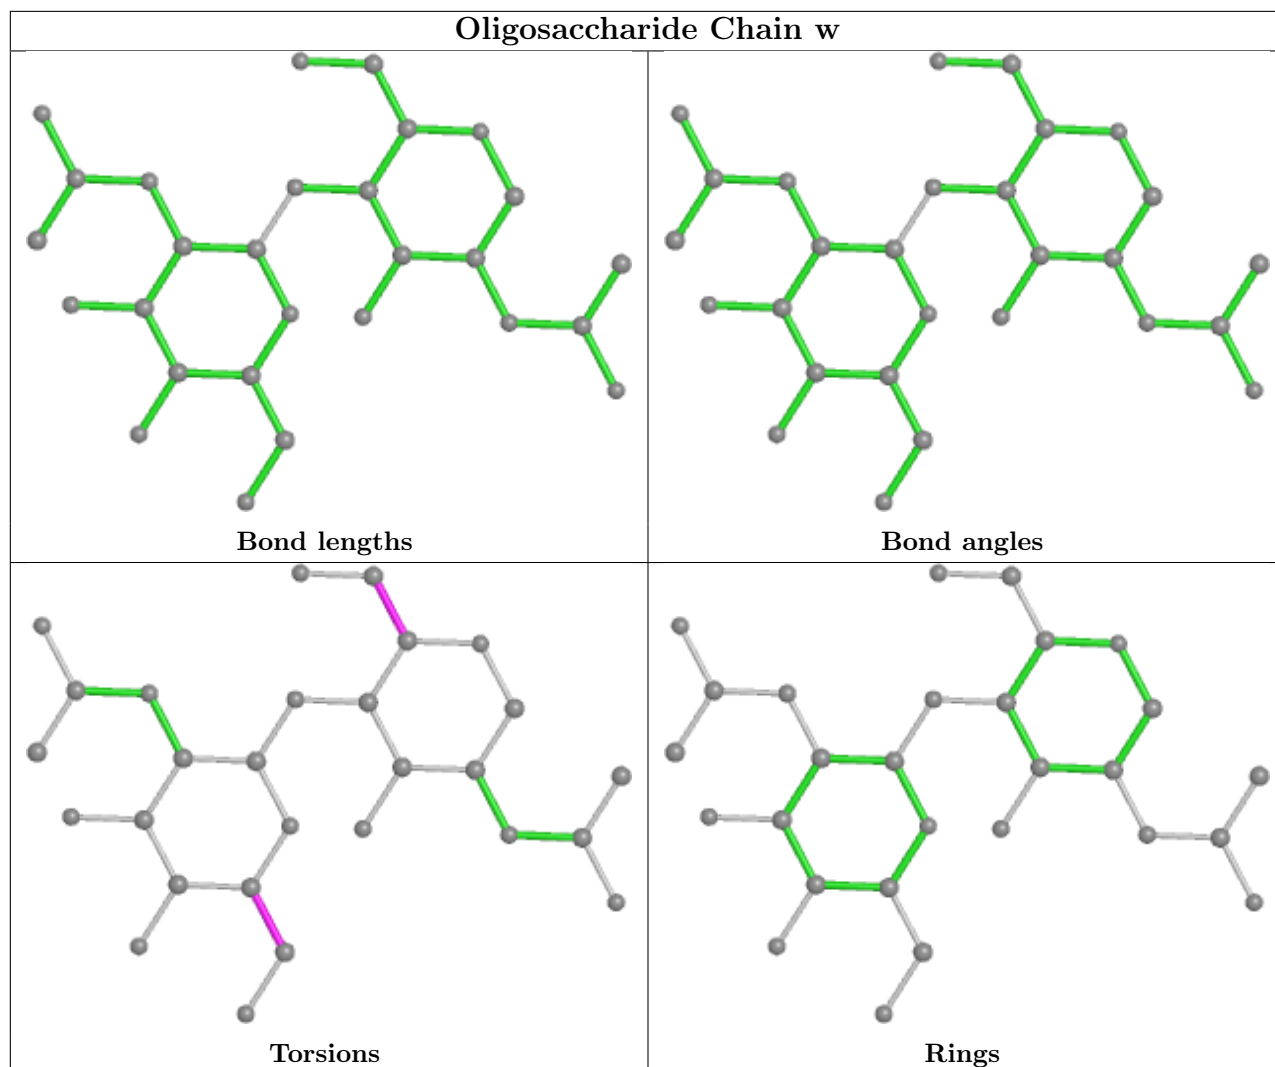 Oligosaccharide Chain w
Bond lengths
Bond angles
Torsions
Rings